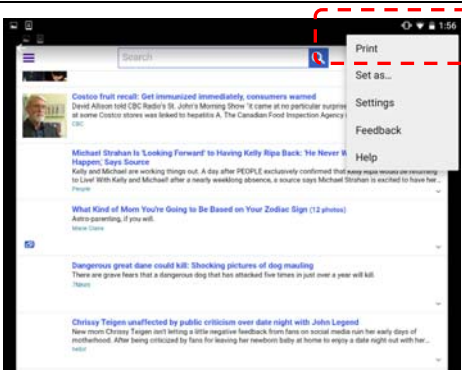 1:56
Search
Print
Set as...
Settings
Feedback
Help
Costco fruit recall: Get immunized immediately, consumers warned
David Allison told CBC Radio's St. John's Morning Show "it came at no particular surprise
at some Costco stores was linked to hepatitis A. The Canadian Food Inspection Agency
CBC
Michael Strahan Is 'Looking Forward' to Having Kelly Ripa Back: 'He Never W
Happen,' Says Source
Kelly and Michael are working things out. A day after PEOPLE exclusively confirmed that Kelly Ripa would be returning
to Live! With Kelly and Michael! after a nearly weeklong absence, a source says Michael Strahan is excited to have her...
People
What Kind of Mom You're Going to Be Based on Your Zodiac Sign (12 photos)
Astro-parenting, if you will.
Marie Claire
Dangerous great dane could kill: Shocking pictures of dog mauling
There are grave fears that a dangerous dog that has attacked five times in just over a year will kill.
7News
Chrissy Teigen unaffected by public criticism over date night with John Legend
New mom Chrissy Teigen isn't letting a little negative feedback from fans on social media ruin her early days of
motherhood. After being criticized by fans for leaving her newborn baby at home to enjoy a date night out with her...
hello!